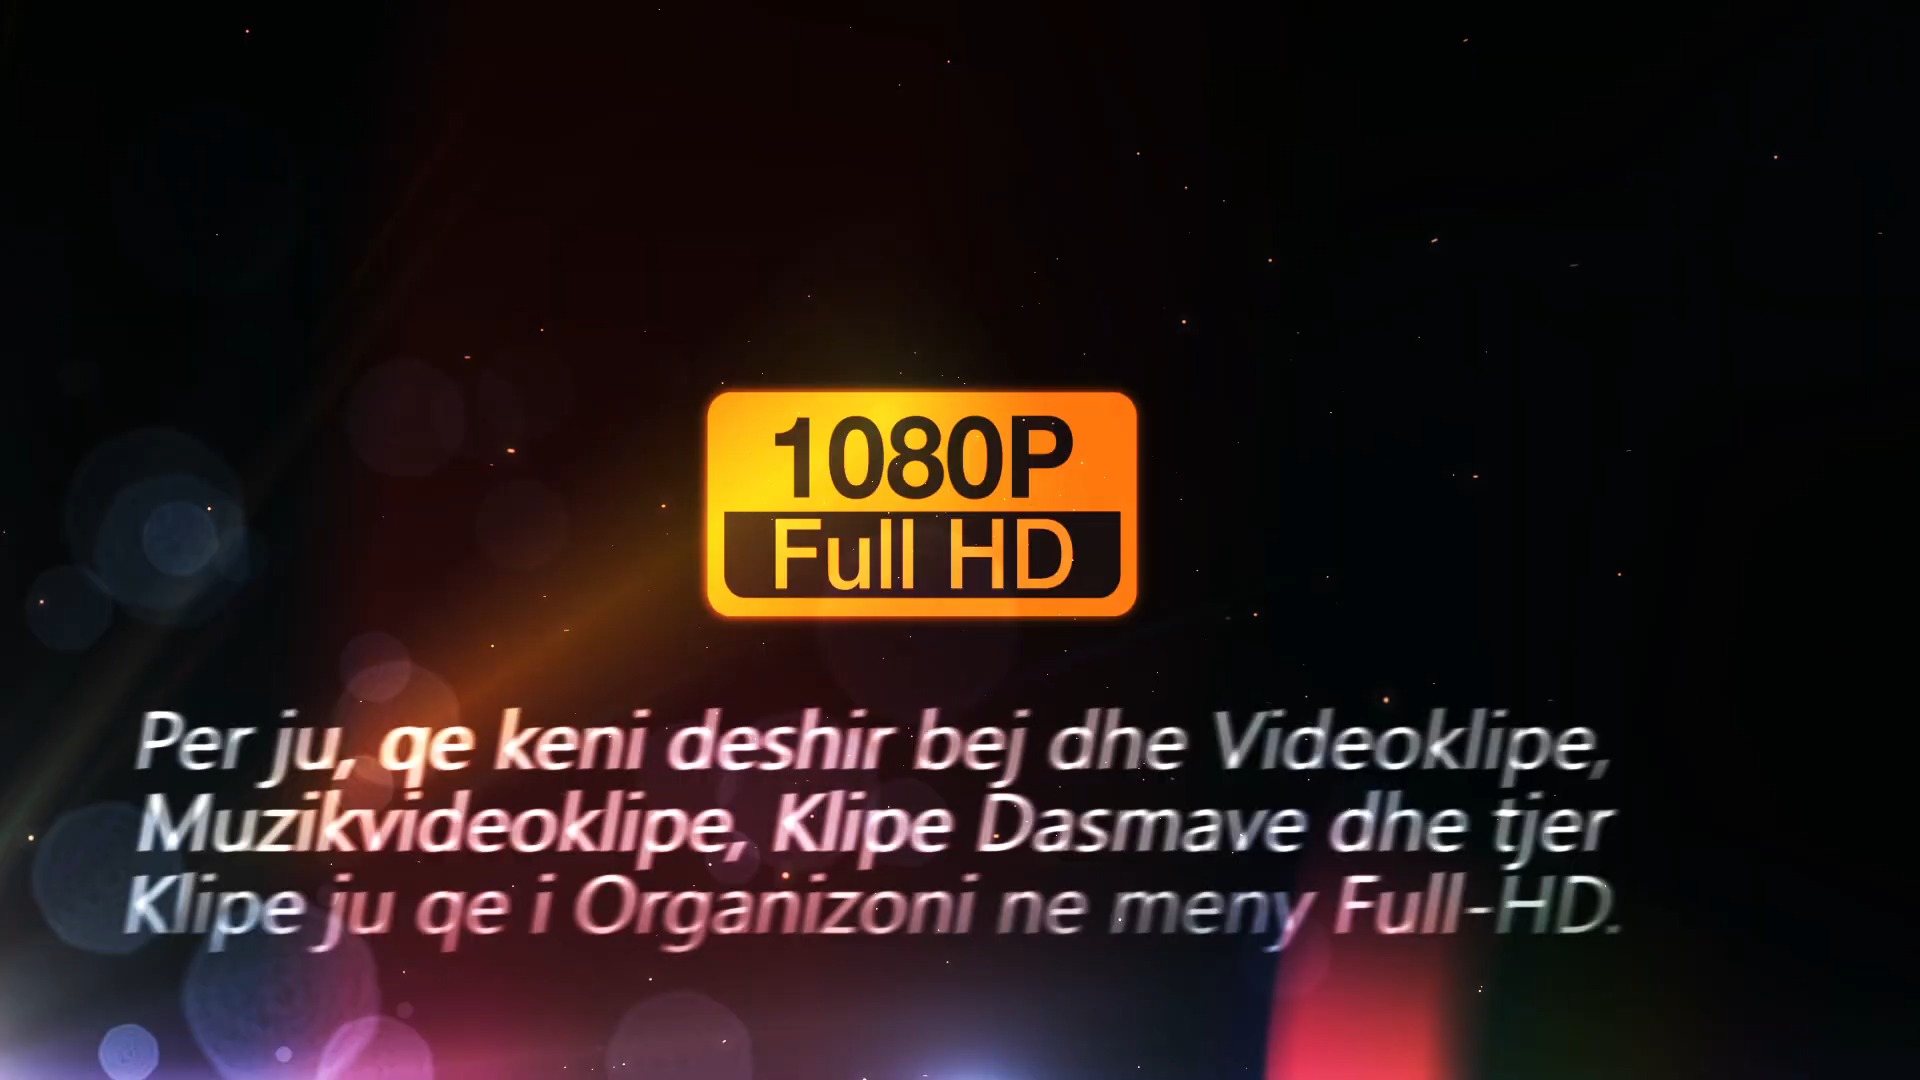 1080P
Full HD
Per ju, qe keni deshir bej dhe Videoklipe,
Muzikvideoklipe, Klipe Dasmave dhe tjer
Klipe ju qe i Organizoni ne meny Full-HD.